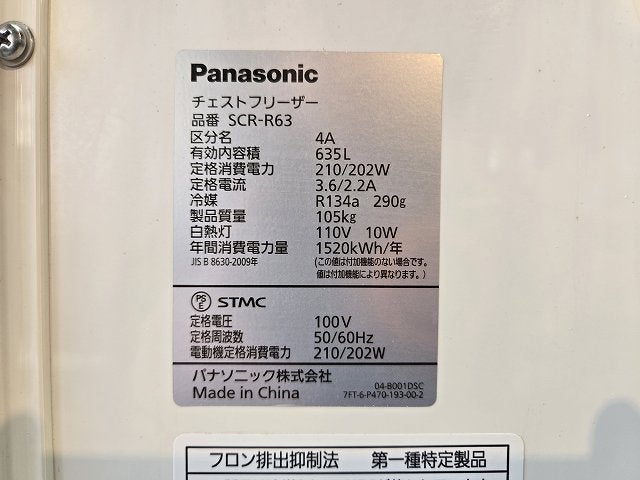 Panasonic
チェストフリーザー
品番 SCR-R63
区分名 4A
有効内容積 635L
定格消費電力 210/202W
定格電流 3.6/2.2A
冷媒 R134a 290g
製品質量 105kg
白熱灯 110V 10W
年間消費電力量 1520kWh/年
JIS B 8630-2009年 (この値は付加機能のない場合です。
値は付加機能により異なります。)
PSE STMC
定格電圧 100V
定格周波数 50/60Hz
電動機定格消費電力 210/202W
パナソニック株式会社
04-B001DSC
Made in China 7FT-6-P470-193-00-2
フロン排出抑制法 第一種特定製品